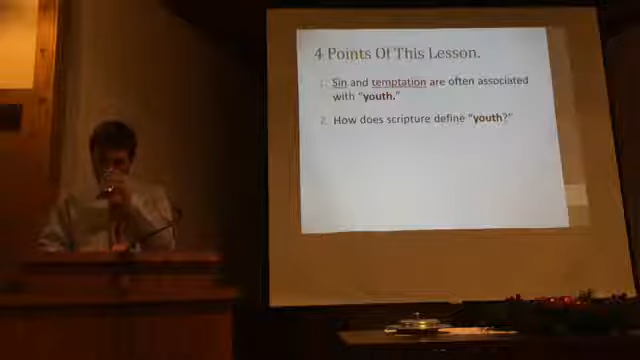 4 Points Of This Lesson.
1. Sin and temptation are often associated
with "youth."
2. How does scripture define "youth?"